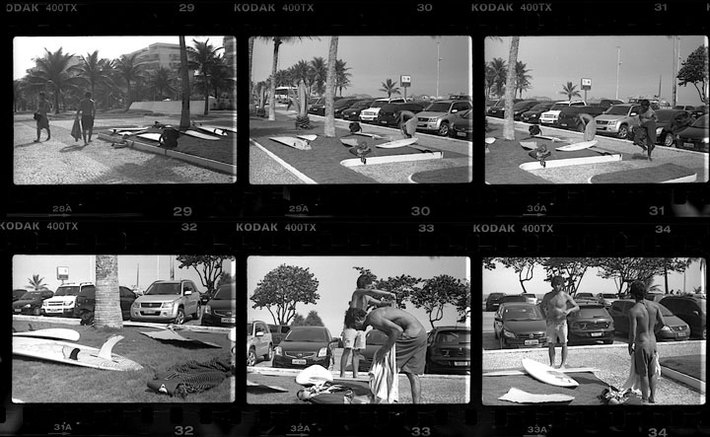 KODAK 400TX 29 KODAK 400TX 30 KODAK 400TX 31
28A 29 29A 30 30A 31
KODAK 400TX 32 KODAK 400TX 33 KODAK 400TX 34
31A 32 32A 33 33A 34